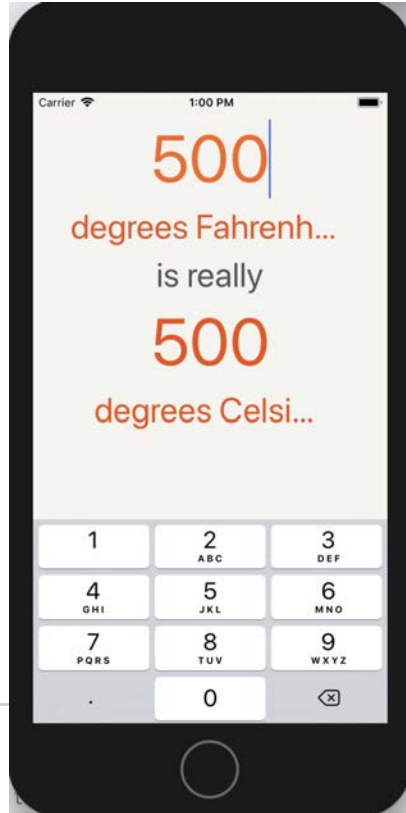 Carrier 1:00 PM
500
degrees Fahrenh...
is really
500
degrees Celsi...
1 2 3
ABC DEF
4 5 6
GHI JKL MNO
7 8 9
PQRS TUV WXYZ
. 0